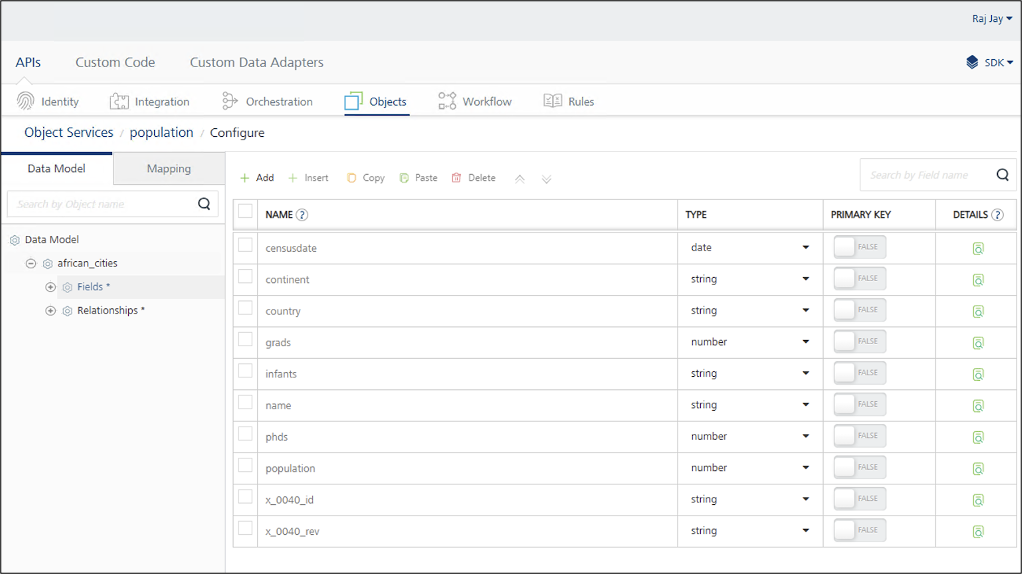 Raj Jay
APIs Custom Code Custom Data Adapters SDK
Identity Integration Orchestration Objects Workflow Rules
Object Services / population / Configure
Data Model Mapping
Search by Object name
Data Model
african_cities
Fields *
Relationships *
Add Insert Copy Paste Delete Search by Field name
NAME ? TYPE PRIMARY KEY DETAILS ?
censusdate date FALSE
continent string FALSE
country string FALSE
grads number FALSE
infants string FALSE
name string FALSE
phds number FALSE
population number FALSE
x_0040_id string FALSE
x_0040_rev string FALSE